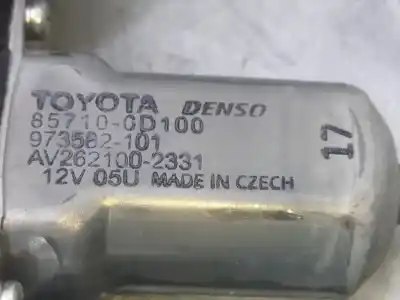 TOYOTA DENSO
85710-0D100
973582-101
AV262100-2331
12V 05U MADE IN CZECH
17